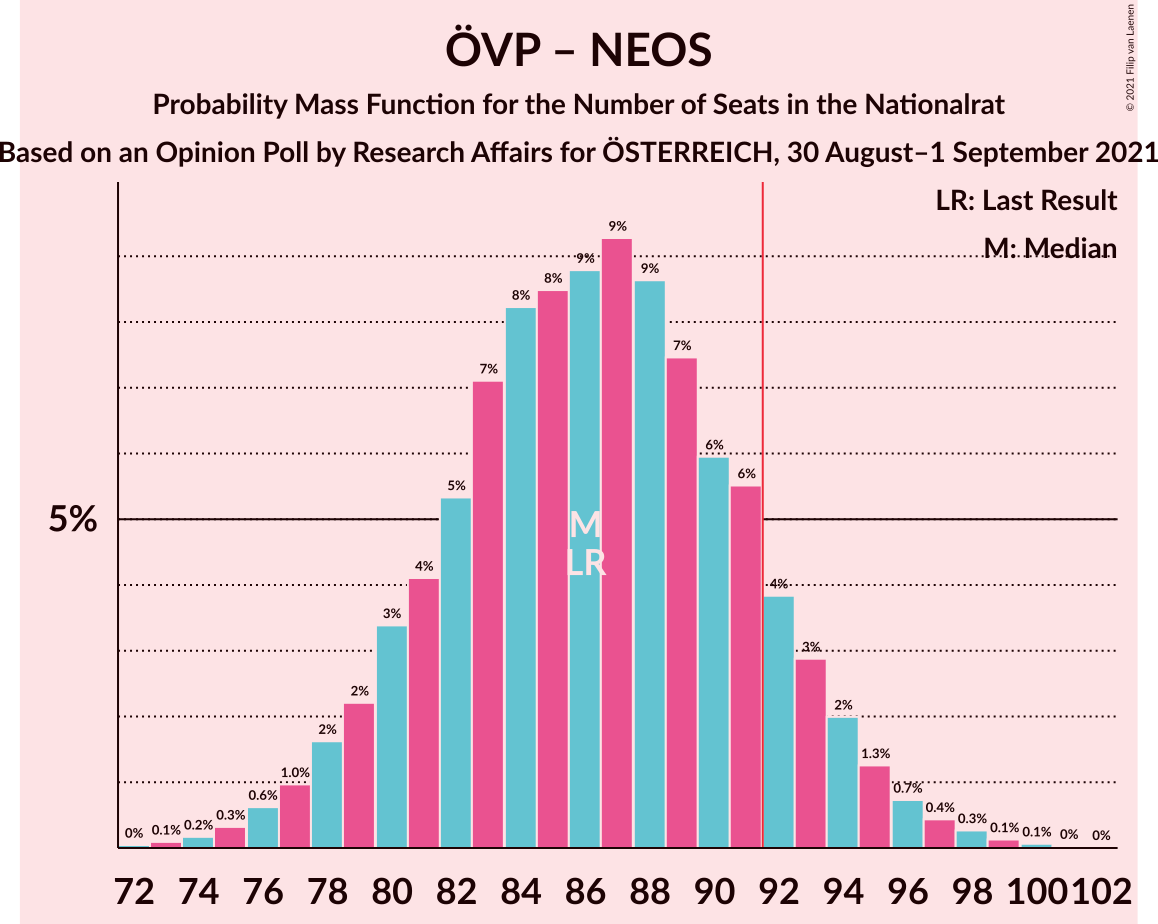 ÖVP – NEOS
Probability Mass Function for the Number of Seats in the Nationalrat
Based on an Opinion Poll by Research Affairs for ÖSTERREICH, 30 August–1 September 2021
© 2021 Filip van Laenen
LR: Last Result
M: Median
5%
0% 0.1% 0.2% 0.3% 0.6% 1.0% 2% 2% 3% 4% 5% 7% 8% 8% 9% 9% 9% 7% 6% 6% 4% 3% 2% 1.3% 0.7% 0.4% 0.3% 0.1% 0.1% 0% 0%
M
LR
72 74 76 78 80 82 84 86 88 90 92 94 96 98 100 102